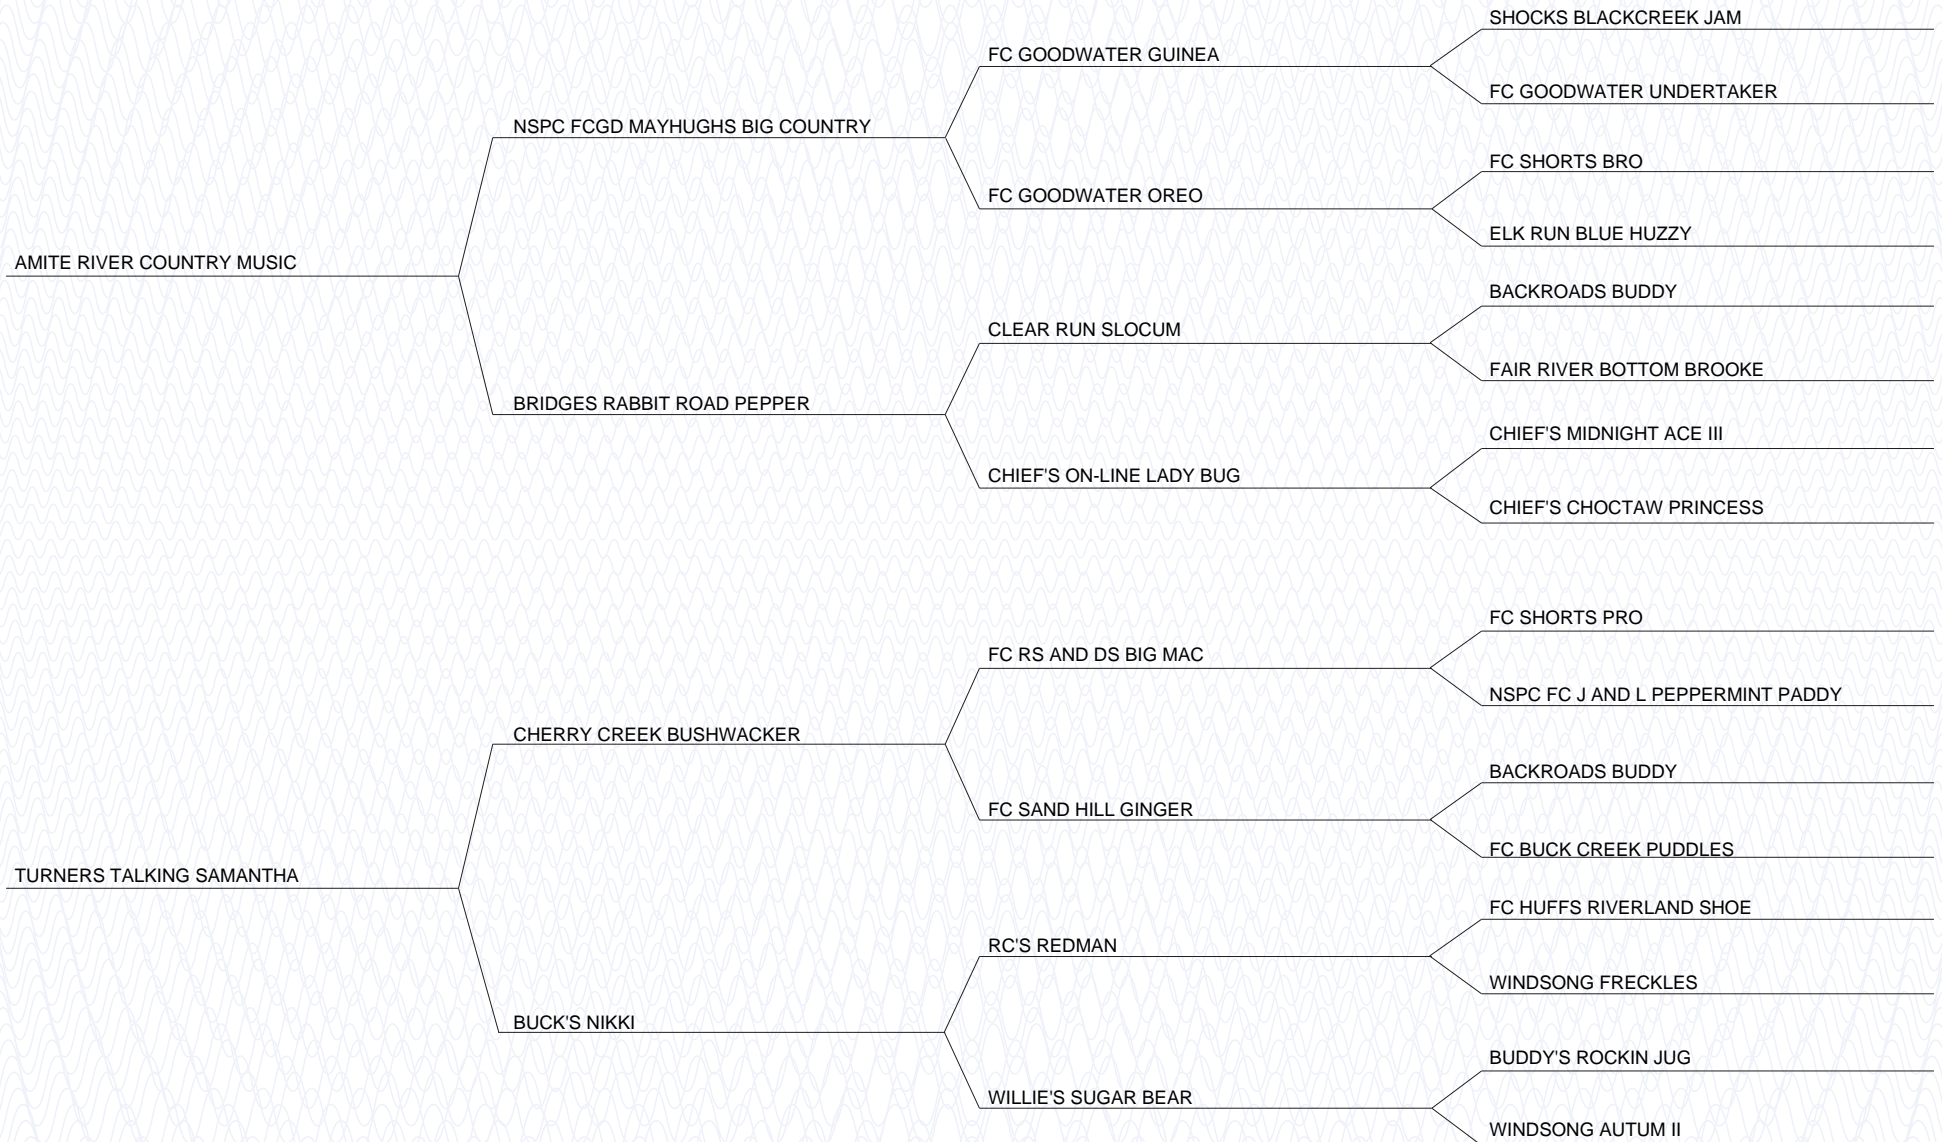 SHOCKS BLACKCREEK JAM
FC GOODWATER GUINEA
FC GOODWATER UNDERTAKER
NSPC FCGD MAYHUGHS BIG COUNTRY
FC SHORTS BRO
FC GOODWATER OREO
ELK RUN BLUE HUZZY
AMITE RIVER COUNTRY MUSIC
BACKROADS BUDDY
CLEAR RUN SLOCUM
FAIR RIVER BOTTOM BROOKE
BRIDGES RABBIT ROAD PEPPER
CHIEF'S MIDNIGHT ACE III
CHIEF'S ON-LINE LADY BUG
CHIEF'S CHOCTAW PRINCESS
FC SHORTS PRO
FC RS AND DS BIG MAC
NSPC FC J AND L PEPPERMINT PADDY
CHERRY CREEK BUSHWACKER
BACKROADS BUDDY
FC SAND HILL GINGER
FC BUCK CREEK PUDDLES
TURNERS TALKING SAMANTHA
FC HUFFS RIVERLAND SHOE
RC'S REDMAN
WINDSONG FRECKLES
BUCK'S NIKKI
BUDDY'S ROCKIN JUG
WILLIE'S SUGAR BEAR
WINDSONG AUTUM II